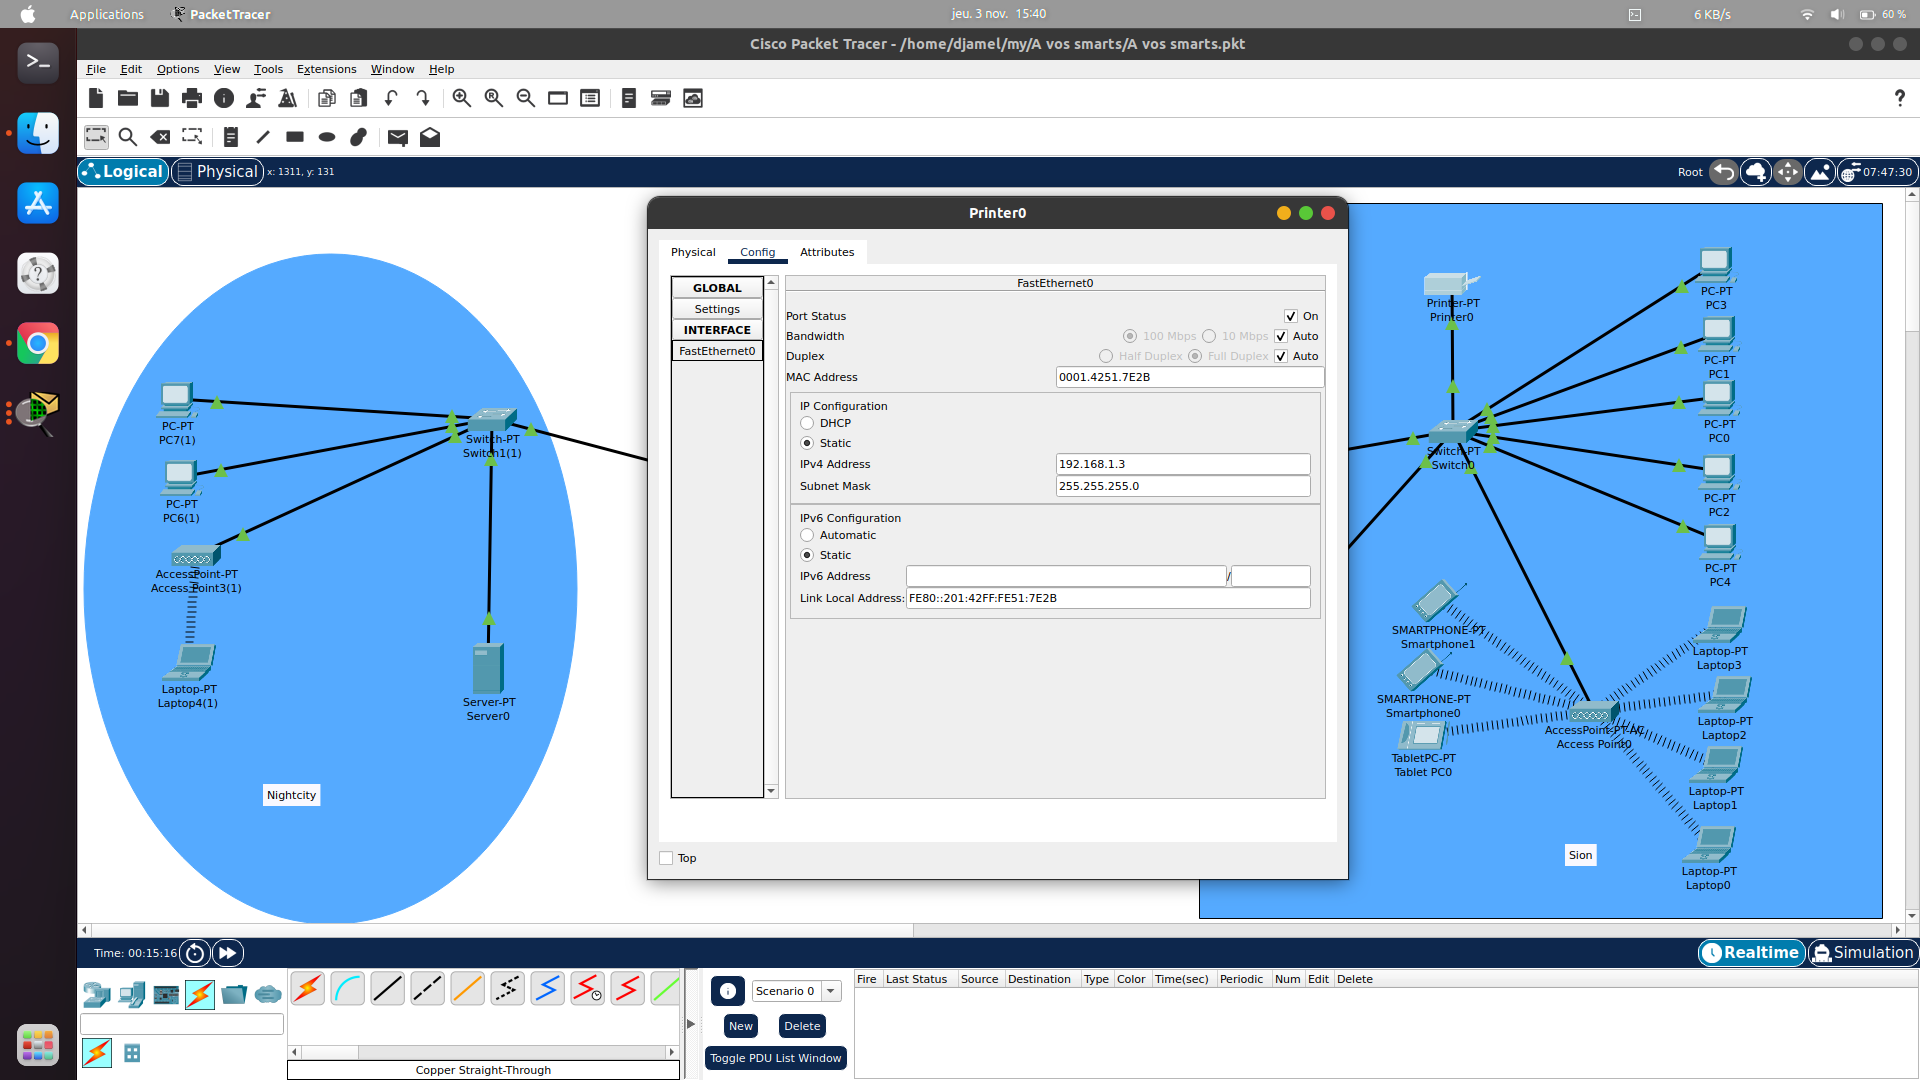 Applications
PacketTracer
jeu. 3 nov. 15:40
6 KB/s
60 %
Cisco Packet Tracer - /home/djamel/my/A vos smarts/A vos smarts.pkt
File Edit Options View Tools Extensions Window Help
?
Logical
Physical
x: 1311, y: 131
Root
07:47:30
Printer0
Physical Config Attributes
GLOBAL
Settings
INTERFACE
FastEthernet0
FastEthernet0
Port Status
On
Bandwidth
100 Mbps
10 Mbps
Auto
Duplex
Half Duplex
Full Duplex
Auto
MAC Address
0001.4251.7E2B
IP Configuration
DHCP
Static
IPv4 Address
192.168.1.3
Subnet Mask
255.255.255.0
IPv6 Configuration
Automatic
Static
IPv6 Address
/
Link Local Address:
FE80::201:42FF:FE51:7E2B
Top
PC-PT
PC7(1)
PC-PT
PC6(1)
AccessPoint-PT
Access Point3(1)
Laptop-PT
Laptop4(1)
Switch-PT
Switch1(1)
Server-PT
Server0
Nightcity
Printer-PT
Printer0
Switch-PT
Switch0
PC-PT
PC3
PC-PT
PC1
PC-PT
PC0
PC-PT
PC2
PC-PT
PC4
SMARTPHONE-PT
Smartphone1
SMARTPHONE-PT
Smartphone0
TabletPC-PT
Tablet PC0
AccessPoint-PT-AC
Access Point0
Laptop-PT
Laptop3
Laptop-PT
Laptop2
Laptop-PT
Laptop1
Laptop-PT
Laptop0
Sion
Time: 00:15:16
Realtime
Simulation
Copper Straight-Through
Scenario 0
New
Delete
Toggle PDU List Window
Fire Last Status Source Destination Type Color Time(sec) Periodic Num Edit Delete